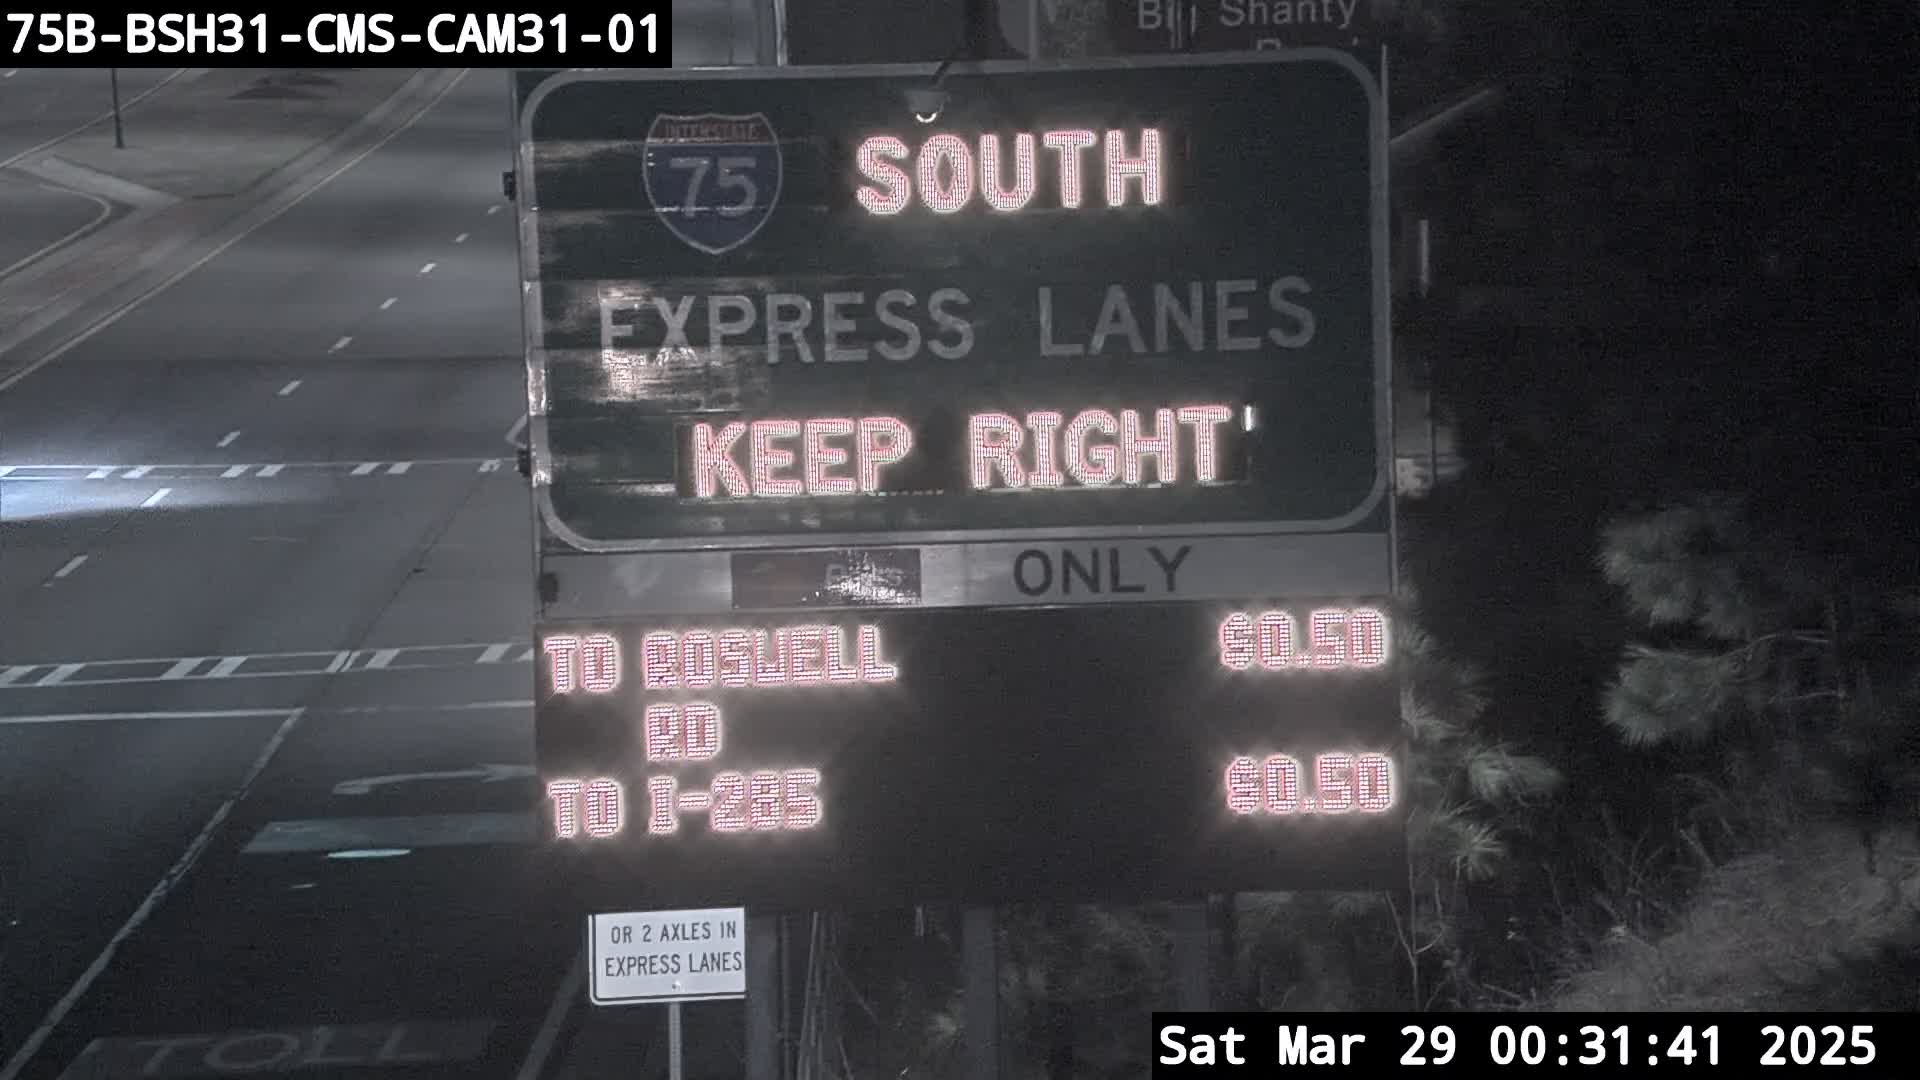 75B-BSH31-CMS-CAM31-01
Shanty
INTERSTATE
75
SOUTH
EXPRESS LANES
KEEP RIGHT
ONLY
TO ROSWELL
RD
$0.50
TO I-285
$0.50
OR 2 AXLES IN
EXPRESS LANES
TOLL
Sat Mar 29 00:31:41 2025